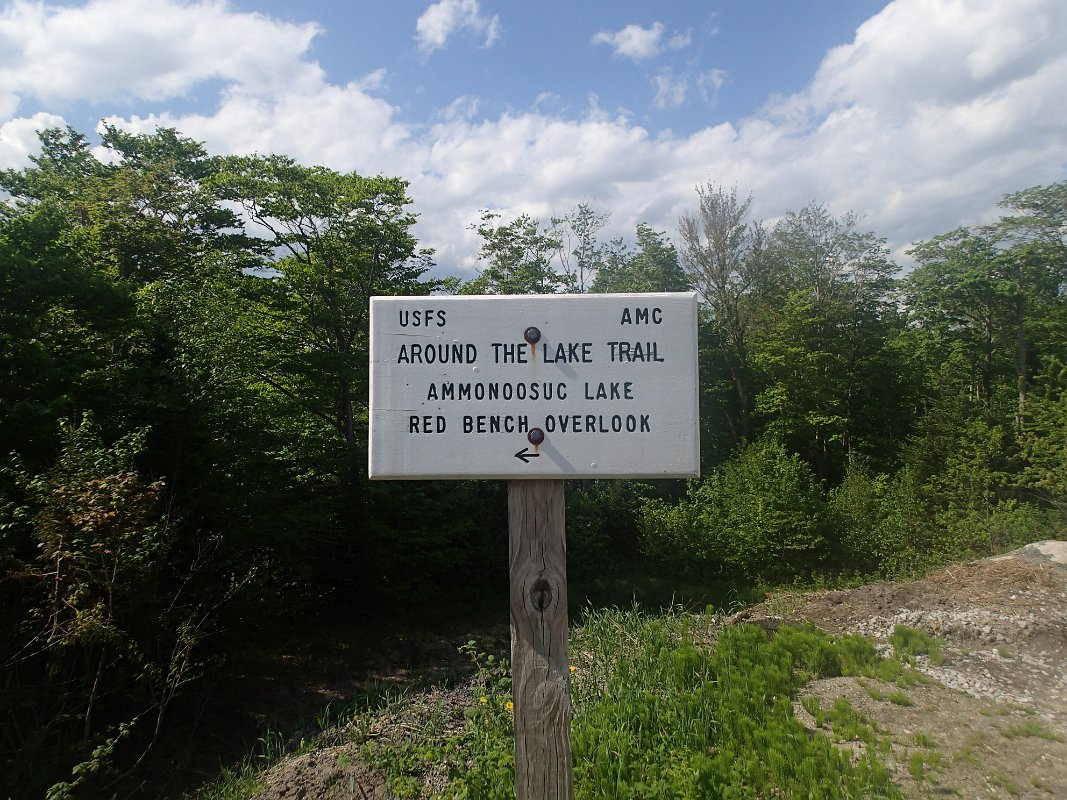 USFS AMC
AROUND THE LAKE TRAIL
AMMONOOSUC LAKE
RED BENCH OVERLOOK
←